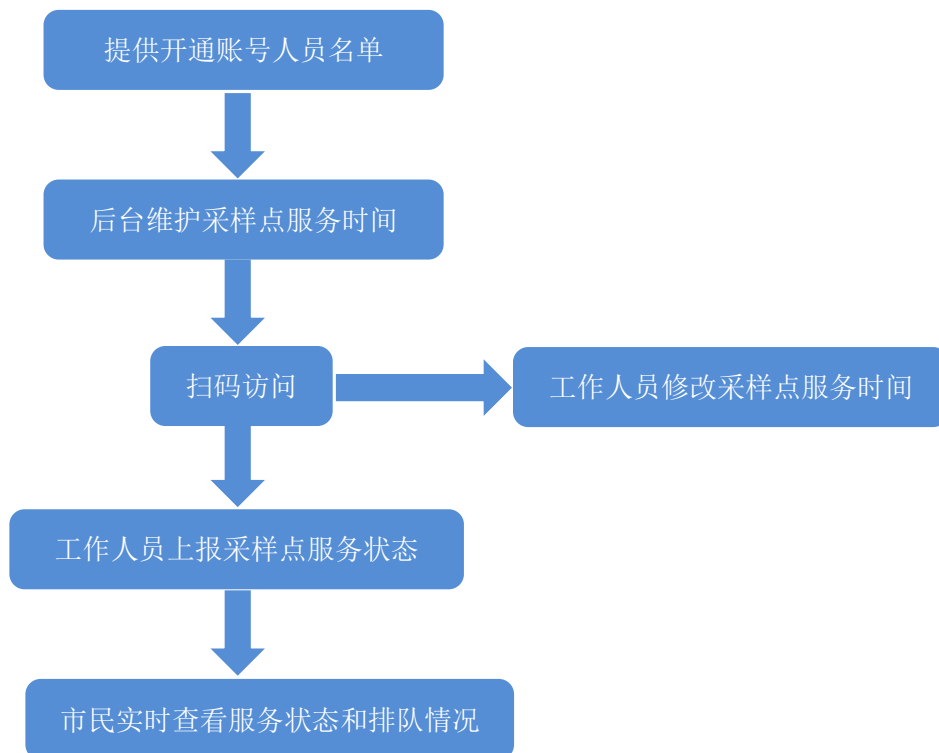 提供开通账号人员名单
后台维护采样点服务时间
扫码访问
工作人员修改采样点服务时间
工作人员上报采样点服务状态
市民实时查看服务状态和排队情况